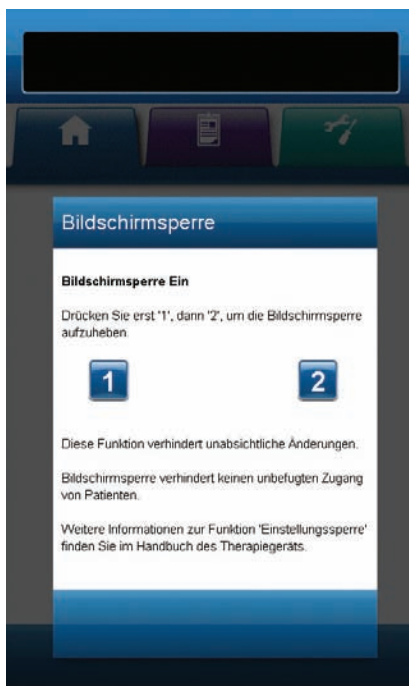 Bildschirmsperre
Bildschirmsperre Ein
Drücken Sie erst '1', dann '2', um die Bildschirmsperre
aufzuheben
1 2
Diese Funktion verhindert unabsichtliche Änderungen.
Bildschirmsperre verhindert keinen unbefugten Zugang
von Patienten.
Weitere Informationen zur Funktion 'Einstellungssperre'
finden Sie im Handbuch des Therapiegeräts.